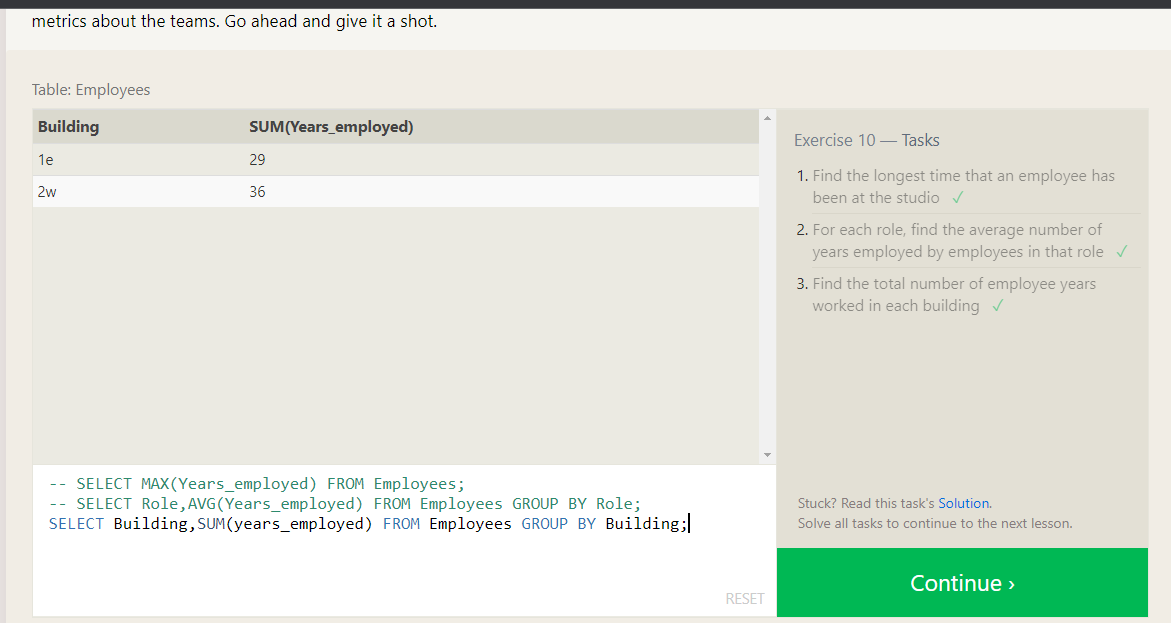 metrics about the teams. Go ahead and give it a shot.
Table: Employees
Building SUM(Years_employed)
1e 29
2w 36
-- SELECT MAX(Years_employed) FROM Employees;
-- SELECT Role,AVG(Years_employed) FROM Employees GROUP BY Role;
SELECT Building,SUM(years_employed) FROM Employees GROUP BY Building;
RESET
Exercise 10 — Tasks
1. Find the longest time that an employee has
been at the studio ✓
2. For each role, find the average number of
years employed by employees in that role ✓
3. Find the total number of employee years
worked in each building ✓
Stuck? Read this task's Solution.
Solve all tasks to continue to the next lesson.
Continue ›